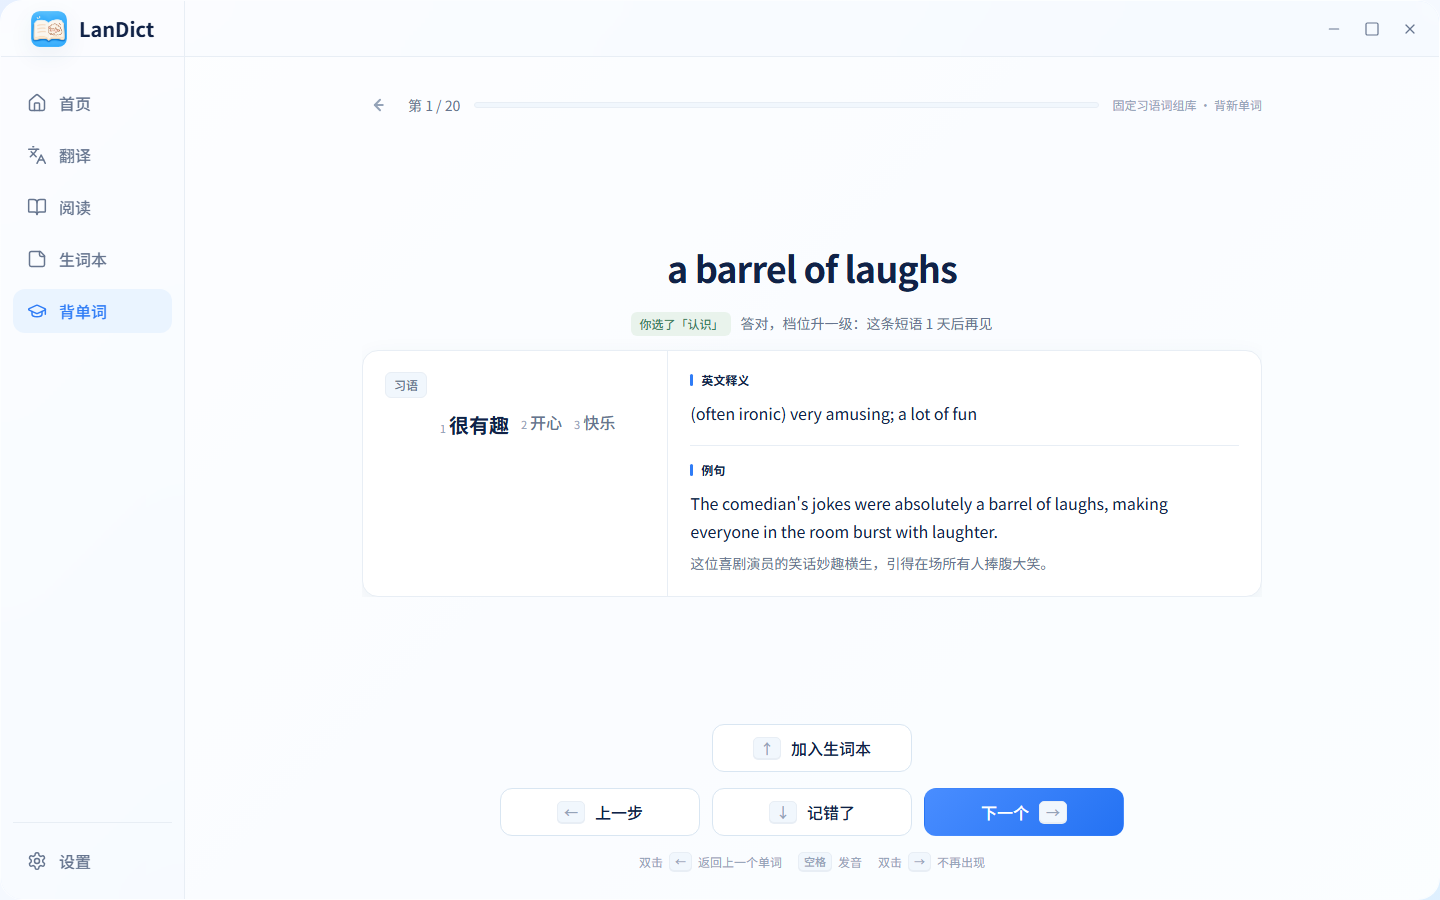 LanDict
首页
翻译
阅读
生词本
背单词
设置
第 1 / 20
固定习语词组库 · 背新单词
a barrel of laughs
你选了「认识」 答对，档位升一级：这条短语 1 天后再见
习语
1 很有趣 2 开心 3 快乐
英文释义
(often ironic) very amusing; a lot of fun
例句
The comedian's jokes were absolutely a barrel of laughs, making
everyone in the room burst with laughter.
这位喜剧演员的笑话妙趣横生，引得在场所有人捧腹大笑。
↑ 加入生词本
← 上一步
↓ 记错了
下一个 →
双击 ← 返回上一个单词 空格 发音 双击 → 不再出现